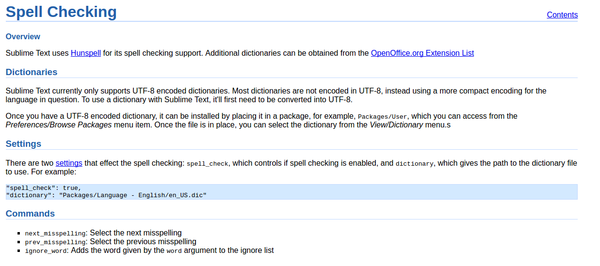 Spell Checking
Contents
Overview
Sublime Text uses Hunspell for its spell checking support. Additional dictionaries can be obtained from the OpenOffice.org Extension List
Dictionaries
Sublime Text currently only supports UTF-8 encoded dictionaries. Most dictionaries are not encoded in UTF-8, instead using a more compact encoding for the
language in question. To use a dictionary with Sublime Text, it'll first need to be converted into UTF-8.
Once you have a UTF-8 encoded dictionary, it can be installed by placing it in a package, for example, Packages/User, which you can access from the
Preferences/Browse Packages menu item. Once the file is in place, you can select the dictionary from the View/Dictionary menu.s
Settings
There are two settings that effect the spell checking: spell_check, which controls if spell checking is enabled, and dictionary, which gives the path to the dictionary file
to use. For example:
"spell_check": true,
"dictionary": "Packages/Language - English/en_US.dic"
Commands
▪ next_misspelling: Select the next misspelling
▪ prev_misspelling: Select the previous misspelling
▪ ignore_word: Adds the word given by the word argument to the ignore list